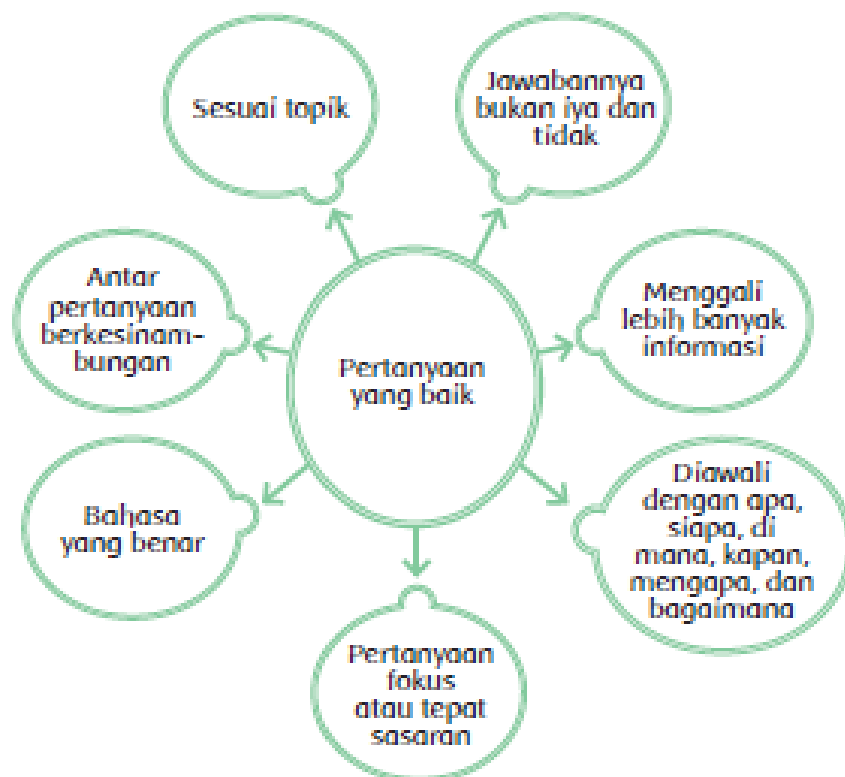 Sesuai topik
Jawabannya
bukan iya dan
tidak
Antar
pertanyaan
berkesinam-
bungan
Menggali
lebih banyak
informasi
Pertanyaan
yang baik
Bahasa
yang benar
Diawali
dengan apa,
siapa, di
mana, kapan,
mengapa, dan
bagaimana
Pertanyaan
fokus
atau tepat
sasaran